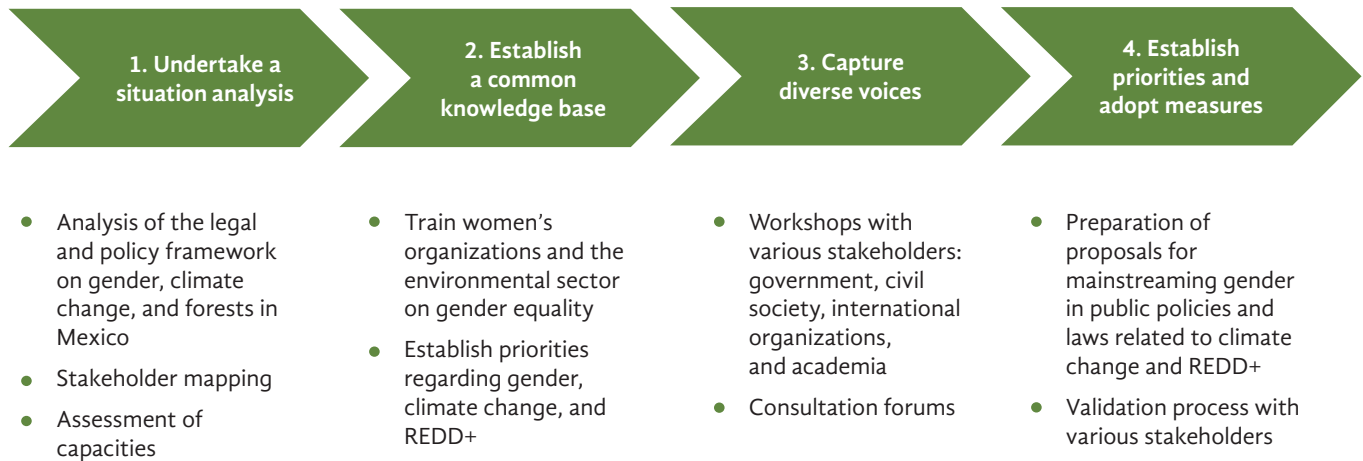 1. Undertake a
situation analysis
2. Establish
a common
knowledge base
3. Capture
diverse voices
4. Establish
priorities and
adopt measures
• Analysis of the legal
and policy framework
on gender, climate
change, and forests in
Mexico
• Stakeholder mapping
• Assessment of
capacities
• Train women’s
organizations and the
environmental sector
on gender equality
• Establish priorities
regarding gender,
climate change, and
REDD+
• Workshops with
various stakeholders:
government, civil
society, international
organizations,
and academia
• Consultation forums
• Preparation of
proposals for
mainstreaming gender
in public policies and
laws related to climate
change and REDD+
• Validation process with
various stakeholders